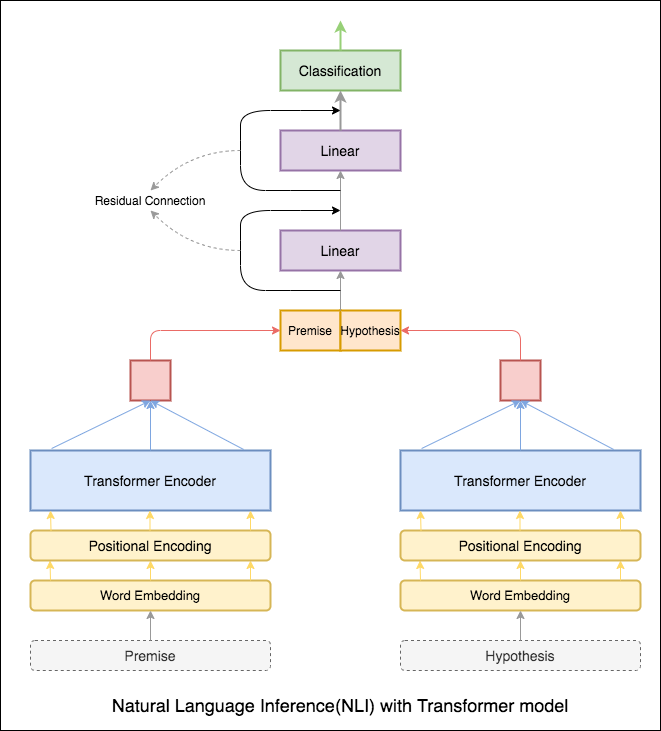 Classification
Linear
Residual Connection
Linear
Premise
Hypothesis
Transformer Encoder
Transformer Encoder
Positional Encoding
Positional Encoding
Word Embedding
Word Embedding
Premise
Hypothesis
Natural Language Inference(NLI) with Transformer model